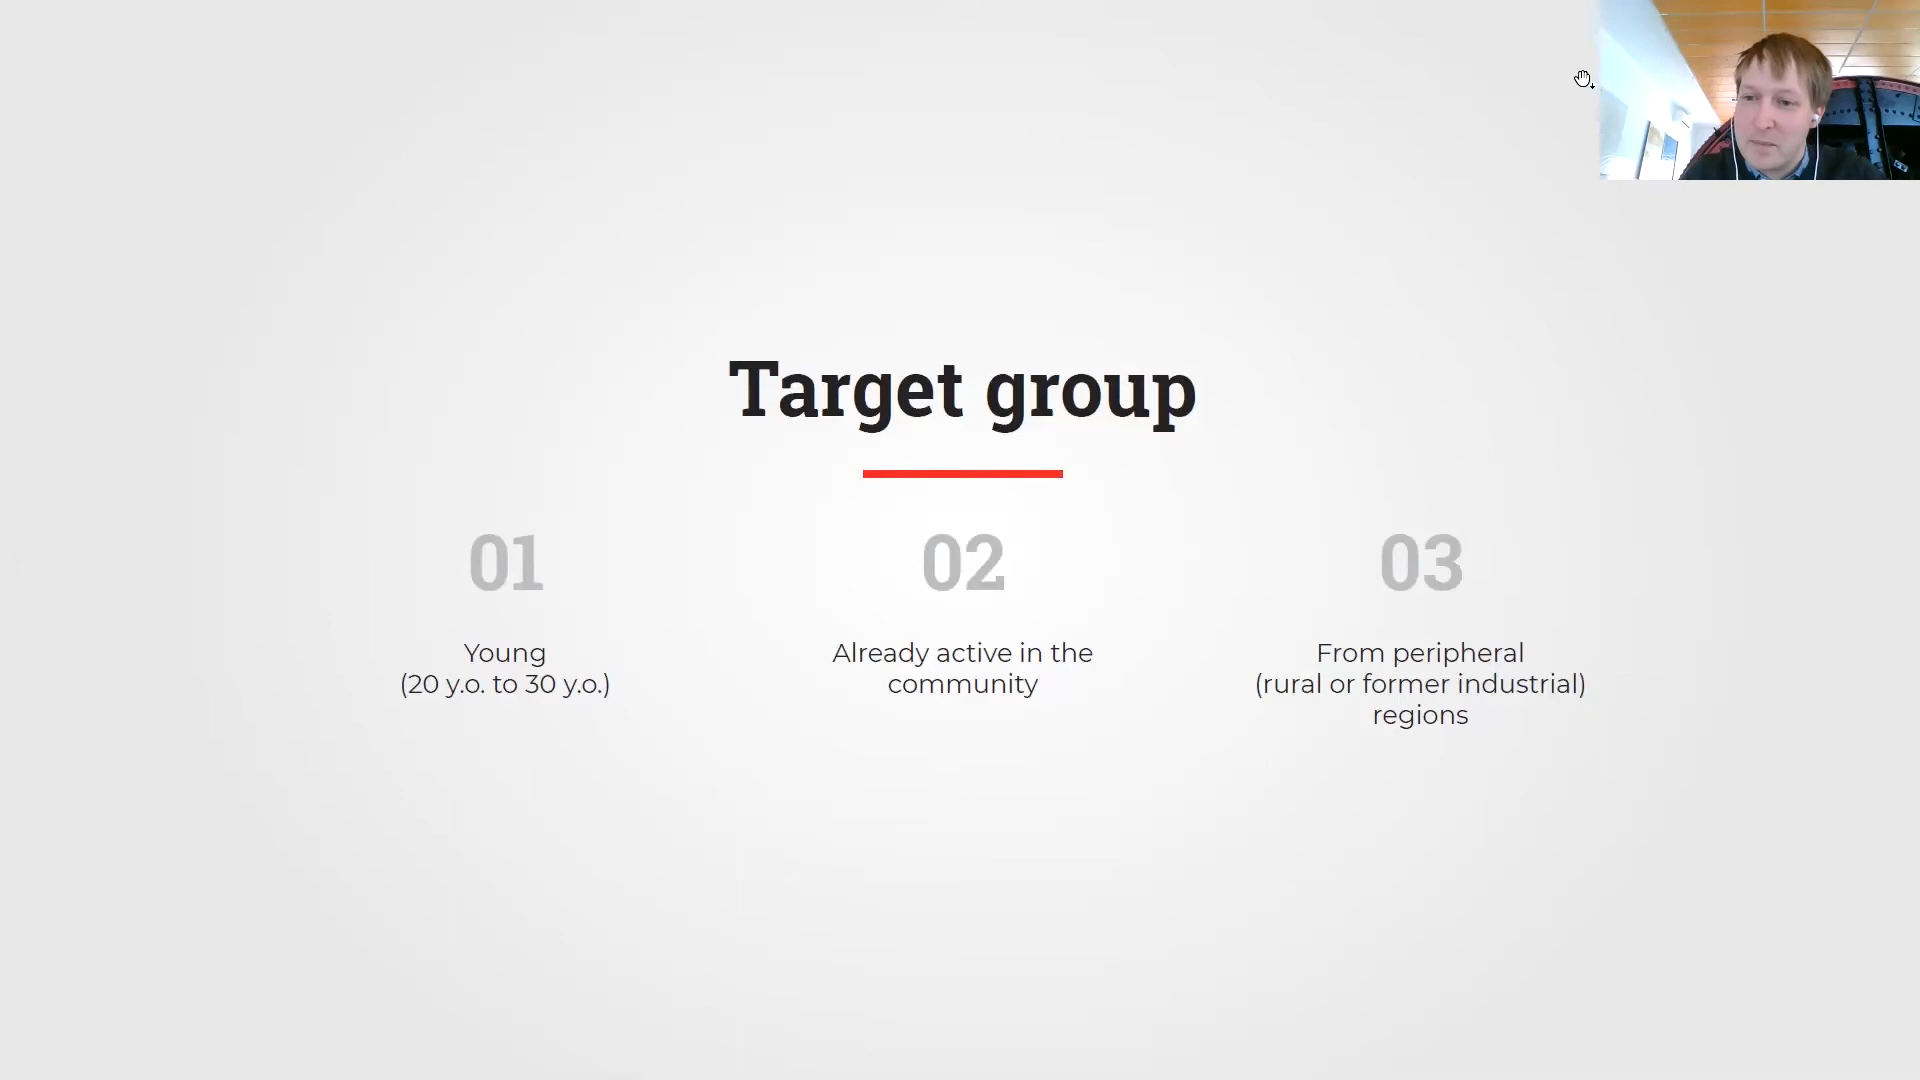 Target group
01
Young
(20 y.o. to 30 y.o.)
02
Already active in the
community
03
From peripheral
(rural or former industrial)
regions